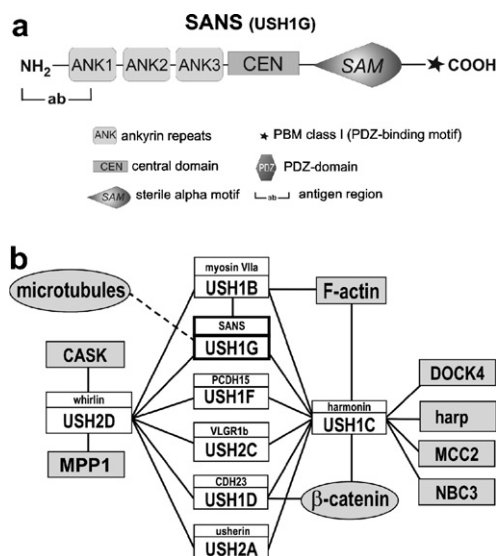 a
SANS (USH1G)
NH2 ANK1 ANK2 ANK3 CEN SAM COOH
ab
ANK ankyrin repeats
PBM class I (PDZ-binding motif)
CEN central domain
PDZ PDZ-domain
SAM sterile alpha motif
ab antigen region
b
myosin VIIa
USH1B
microtubules
F-actin
SANS
USH1G
CASK
DOCK4
PCDH15
USH1F
whirlin
USH2D
harmonin
USH1C
harp
VLGR1b
USH2C
MCC2
MPP1
CDH23
USH1D
β-catenin
NBC3
usherin
USH2A